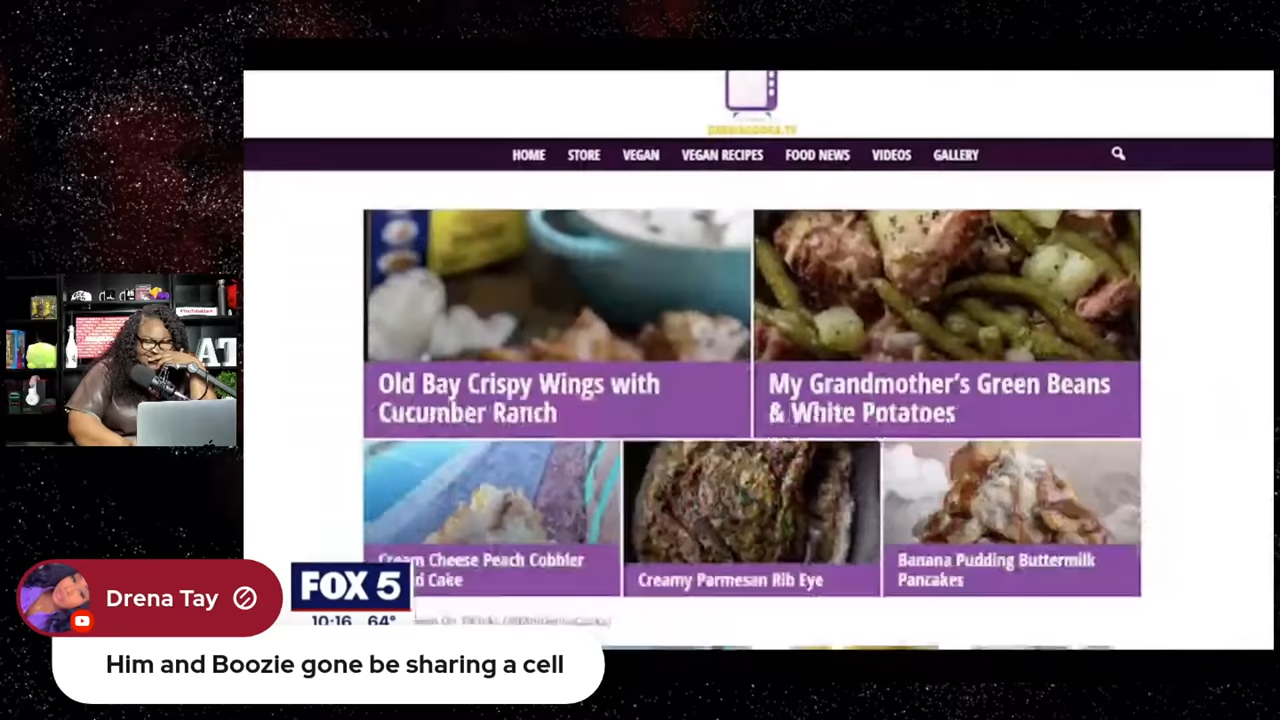 HOME STORE VEGAN VEGAN RECIPES FOOD NEWS VIDEOS GALLERY
Old Bay Crispy Wings with
Cucumber Ranch
My Grandmother's Green Beans
& White Potatoes
Cream Cheese Peach Cobbler
d Cake
Creamy Parmesan Rib Eye
Banana Pudding Buttermilk
Pancakes
FOX 5
10:16 64°
Drena Tay
Him and Boozie gone be sharing a cell